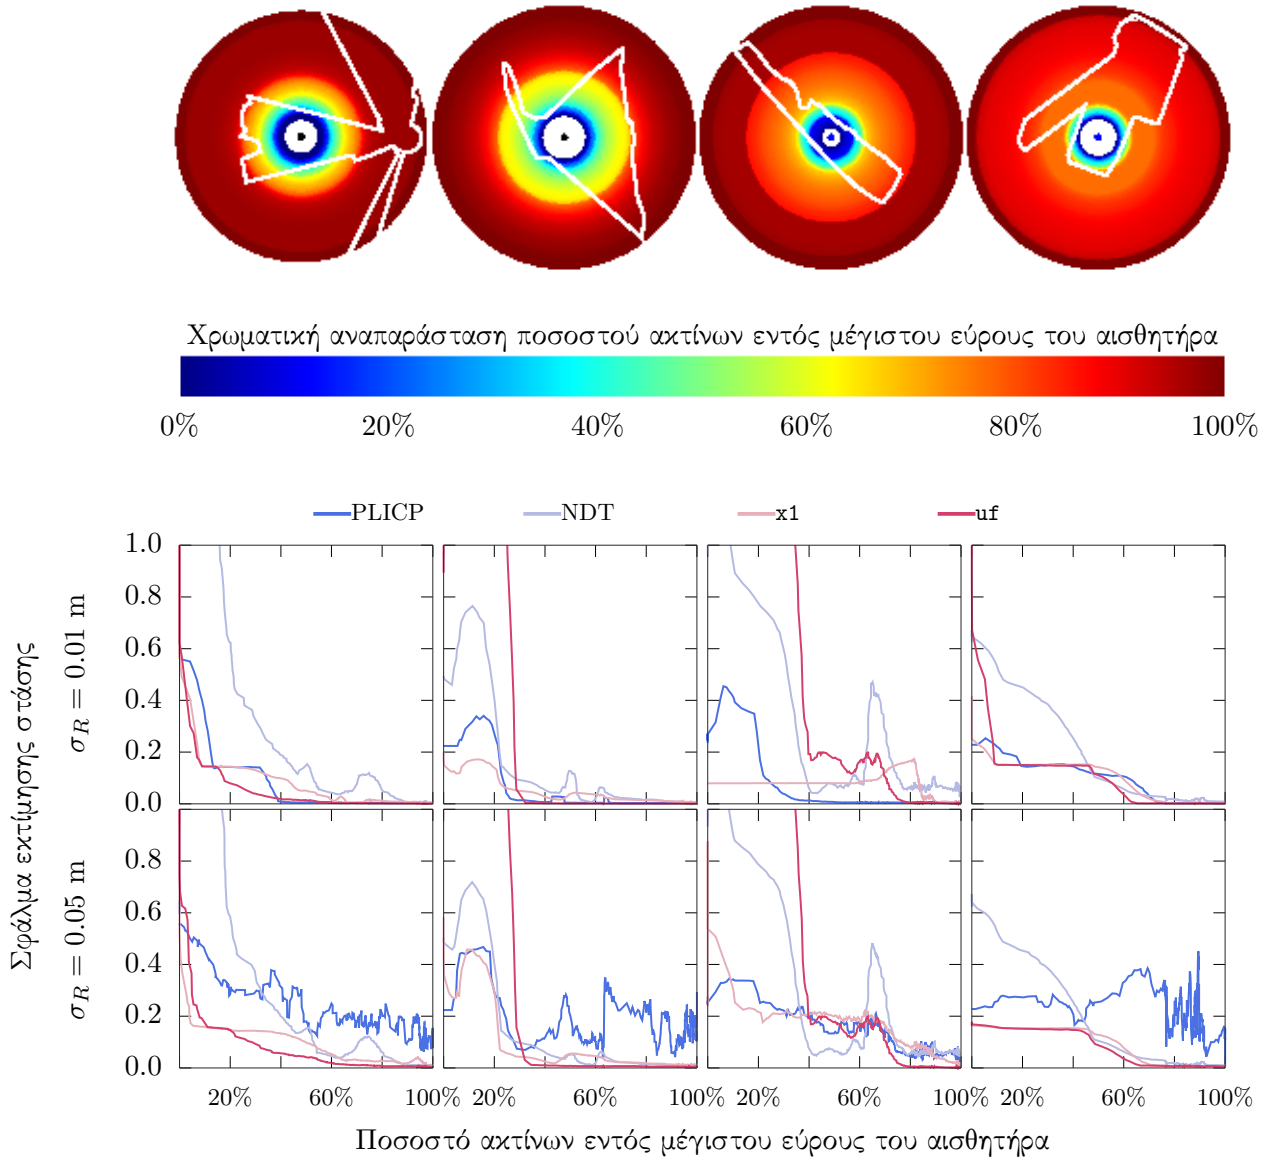 Χρωματική αναπαράσταση ποσοστού ακτίνων εντός μέγιστου εύρους του αισθητήρα
0% 20% 40% 60% 80% 100%
PLICP NDT x1 uf
Σφάλμα εκτίμησης στάσης
σ_R = 0.01 m
1.0
0.8
0.6
0.4
0.2
0.0
σ_R = 0.05 m
0.8
0.6
0.4
0.2
0.0
20% 60% 100% 20% 60% 100% 20% 60% 100% 20% 60% 100%
Ποσοστό ακτίνων εντός μέγιστου εύρους του αισθητήρα